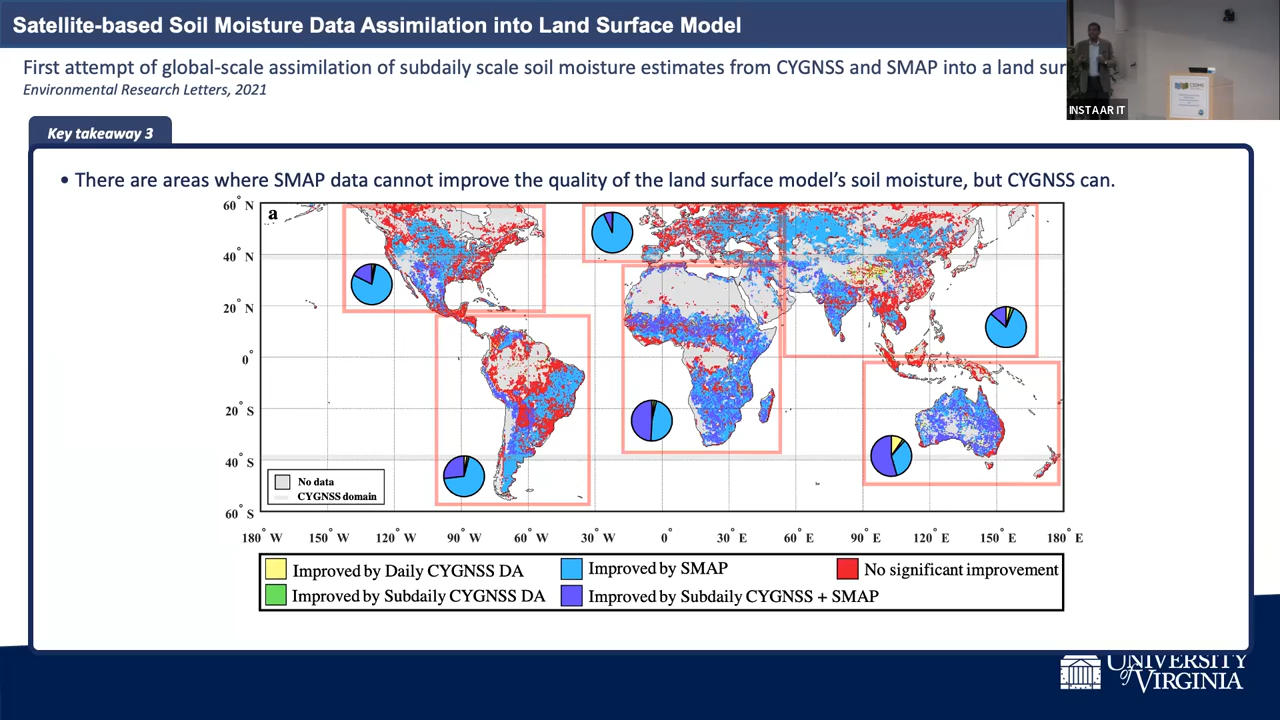 Satellite-based Soil Moisture Data Assimilation into Land Surface Model
First attempt of global-scale assimilation of subdaily scale soil moisture estimates from CYGNSS and SMAP into a land sur
Environmental Research Letters, 2021
INSTAAR IT
Key takeaway 3
• There are areas where SMAP data cannot improve the quality of the land surface model's soil moisture, but CYGNSS can.
a
60° N
40° N
20° N
0°
20° S
40° S
60° S
No data
CYGNSS domain
180° W 150° W 120° W 90° W 60° W 30° W 0° 30° E 60° E 90° E 120° E 150° E 180° E
Improved by Daily CYGNSS DA
Improved by SMAP
No significant improvement
Improved by Subdaily CYGNSS DA
Improved by Subdaily CYGNSS + SMAP
UNIVERSITY
of VIRGINIA